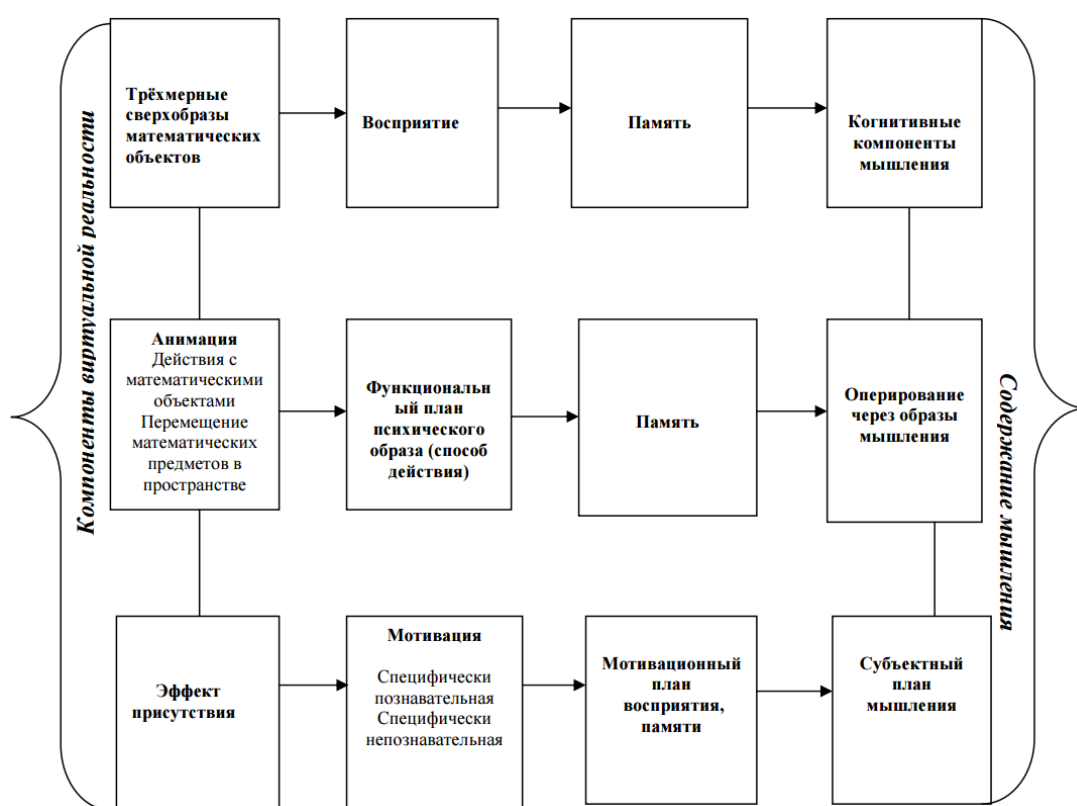 Компоненты виртуальной реальности
Трёхмерные
сверхобразы
математических
объектов
Восприятие
Память
Когнитивные
компоненты
мышления
Анимация
Действия с
математическими
объектами
Перемещение
математических
предметов в
пространстве
Функциональн
ый план
психического
образа (способ
действия)
Память
Оперирование
через образы
мышления
Эффект
присутствия
Мотивация
Специфически
познавательная
Специфически
непознавательная
Мотивационный
план
восприятия,
памяти
Субъектный
план
мышления
Содержание мышления